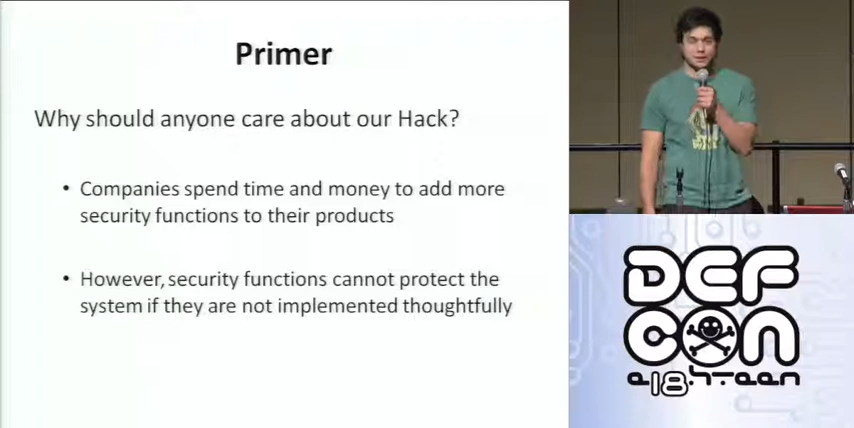 Primer
Why should anyone care about our Hack?
• Companies spend time and money to add more
security functions to their products
• However, security functions cannot protect the
system if they are not implemented thoughtfully
DEF
CON
e18hteen